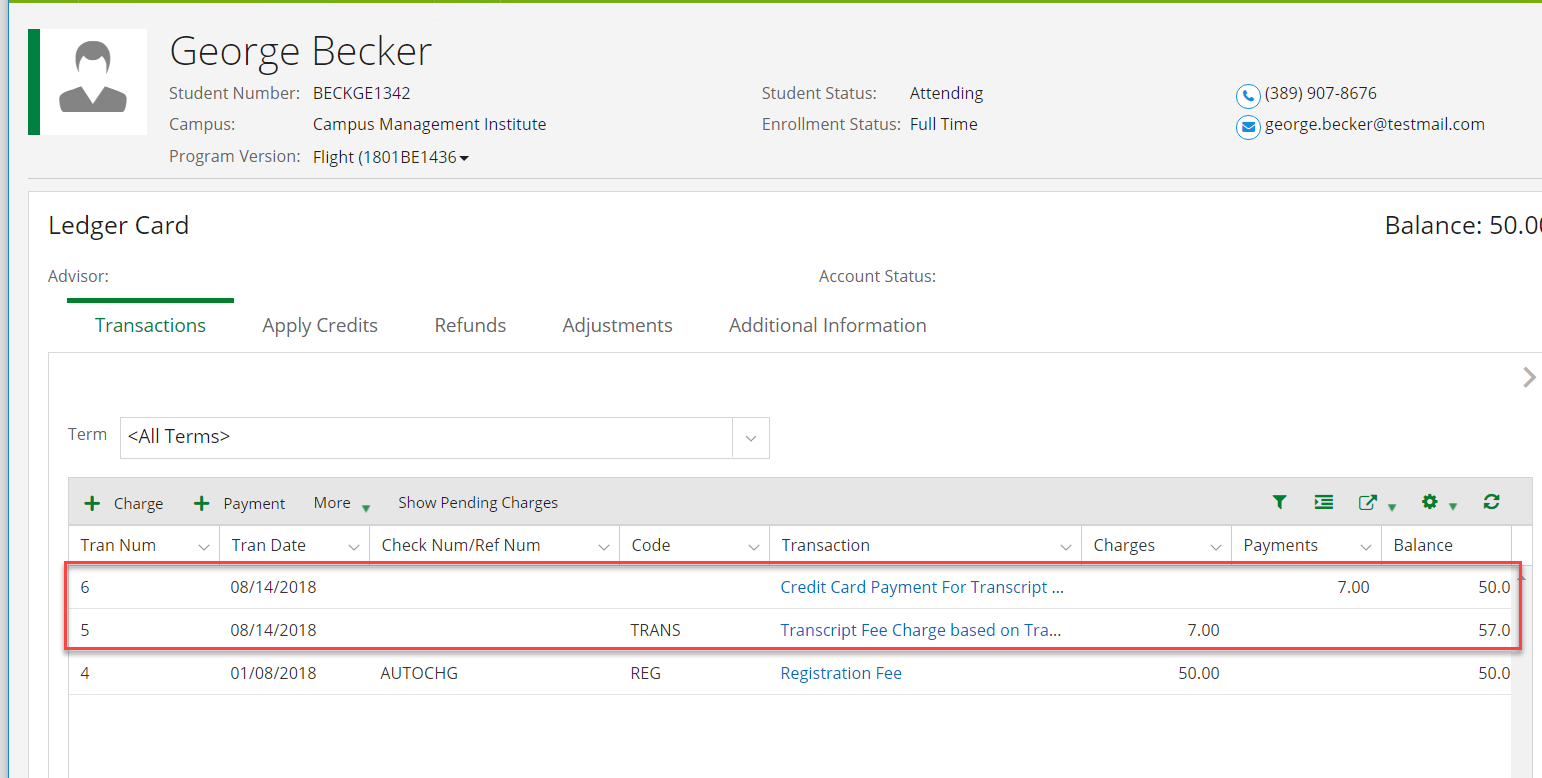 George Becker
Student Number: BECKGE1342
Student Status: Attending
(389) 907-8676
Campus: Campus Management Institute
Enrollment Status: Full Time
george.becker@testmail.com
Program Version: Flight (1801BE1436
Ledger Card
Balance: 50.00
Advisor:
Account Status:
Transactions Apply Credits Refunds Adjustments Additional Information
Term <All Terms>
Charge Payment More Show Pending Charges
Tran Num Tran Date Check Num/Ref Num Code Transaction Charges Payments Balance
6 08/14/2018 Credit Card Payment For Transcript ... 7.00 50.0
5 08/14/2018 TRANS Transcript Fee Charge based on Tra... 7.00 57.0
4 01/08/2018 AUTOCHG REG Registration Fee 50.00 50.0